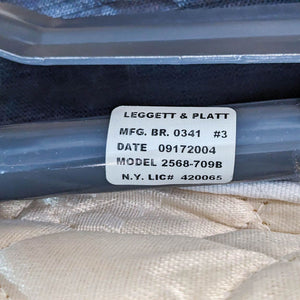 LEGGETT & PLATT
MFG. BR. 0341 #3
DATE 09172004
MODEL 2568-709B
N.Y. LIC# 420065